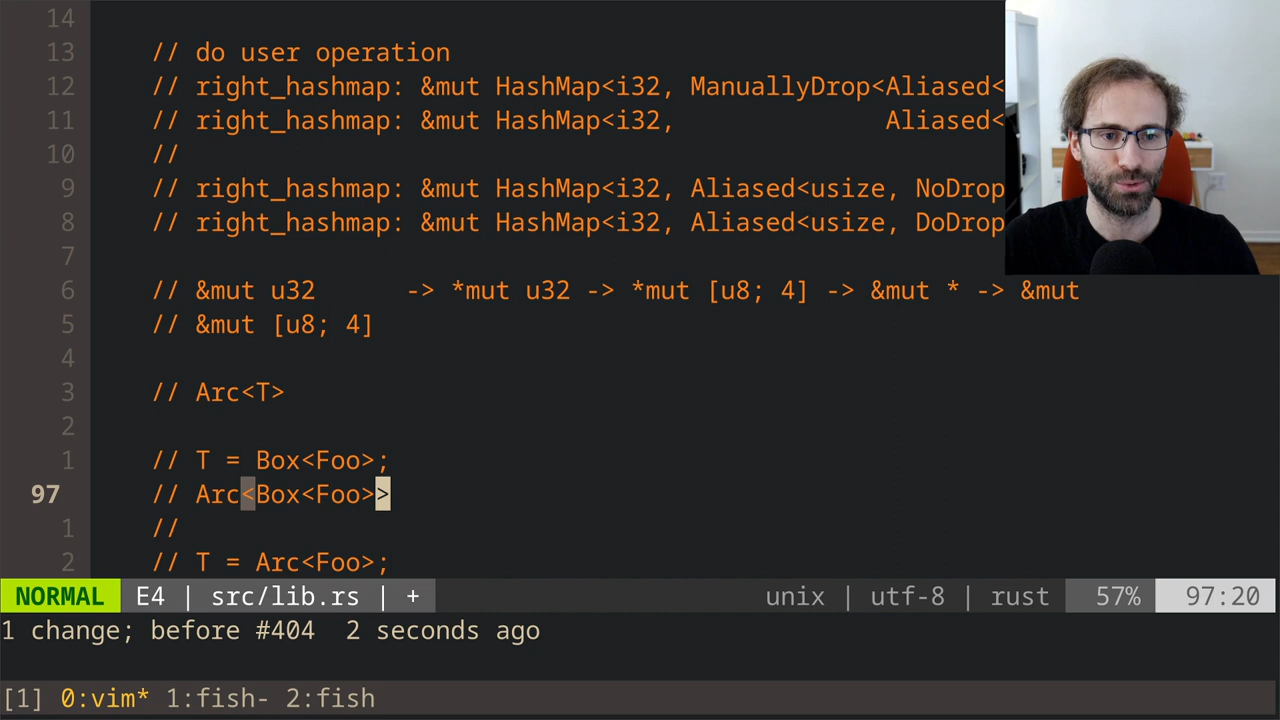 14
13 // do user operation
12 // right_hashmap: &mut HashMap<i32, ManuallyDrop<Aliased<
11 // right_hashmap: &mut HashMap<i32, Aliased<
10 //
9 // right_hashmap: &mut HashMap<i32, Aliased<usize, NoDrop
8 // right_hashmap: &mut HashMap<i32, Aliased<usize, DoDrop
7
6 // &mut u32 -> *mut u32 -> *mut [u8; 4] -> &mut * -> &mut
5 // &mut [u8; 4]
4
3 // Arc<T>
2
1 // T = Box<Foo>;
97 // Arc<Box<Foo>>
1 //
2 // T = Arc<Foo>;
NORMAL E4 | src/lib.rs | + unix | utf-8 | rust 57% 97:20
1 change; before #404 2 seconds ago
[1] 0:vim* 1:fish- 2:fish